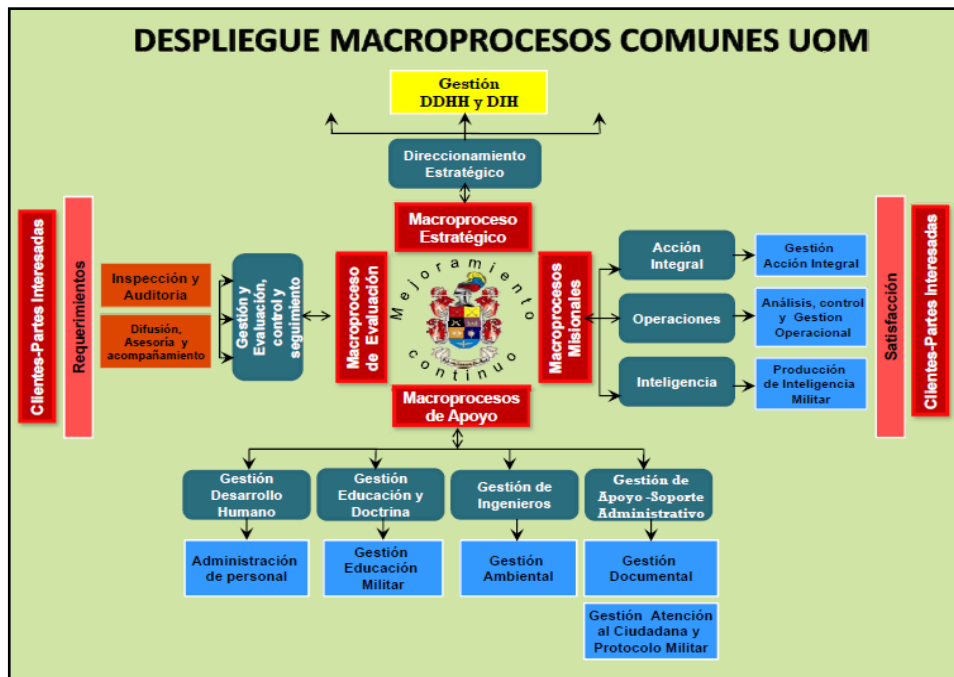 DESPLIEGUE MACROPROCESOS COMUNES UOM
Gestión
DDHH y DIH
Direccionamiento
Estratégico
Macroproceso
Estratégico
Clientes-Partes Interesadas
Requerimientos
Inspección y
Auditoria
Difusión,
Asesoría y
acompañamiento
Gestión y
Evaluación,
control y
seguimiento
Macroproceso
de Evaluación
Mejoramiento
continuo
Macroprocesos
Misionales
Acción
Integral
Gestión
Acción Integral
Operaciones
Análisis, control
y Gestion
Operacional
Inteligencia
Producción
de Inteligencia
Militar
Satisfacción
Clientes-Partes Interesadas
Macroprocesos
de Apoyo
Gestión
Desarrollo
Humano
Gestión
Educación y
Doctrina
Gestión de
Ingenieros
Gestión de
Apoyo -Soporte
Administrativo
Administración
de personal
Gestión
Educación
Militar
Gestión
Ambiental
Gestión
Documental
Gestión Atención
al Ciudadana y
Protocolo Militar